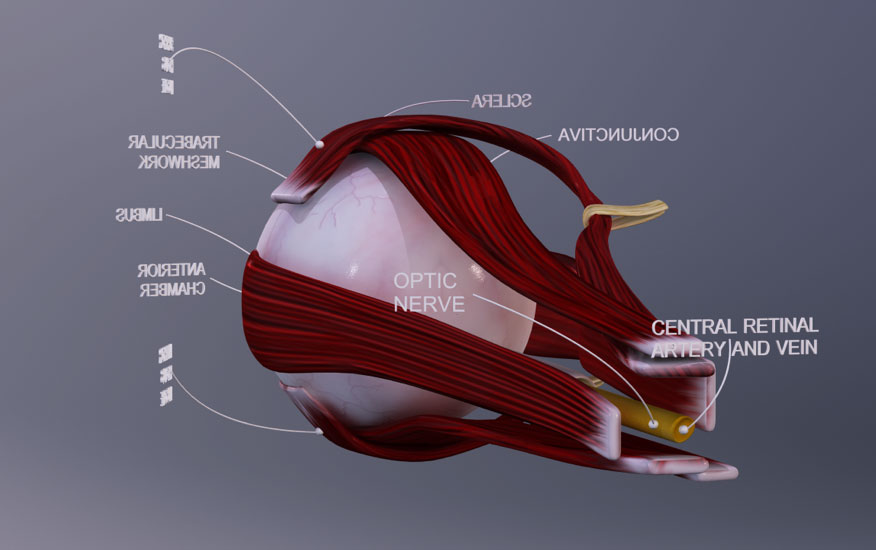 SCLERA
CONJUNCTIVA
TRABECULAR
MESHWORK
LIMBUS
ANTERIOR
CHAMBER
OPTIC
NERVE
CENTRAL RETINAL
ARTERY AND VEIN